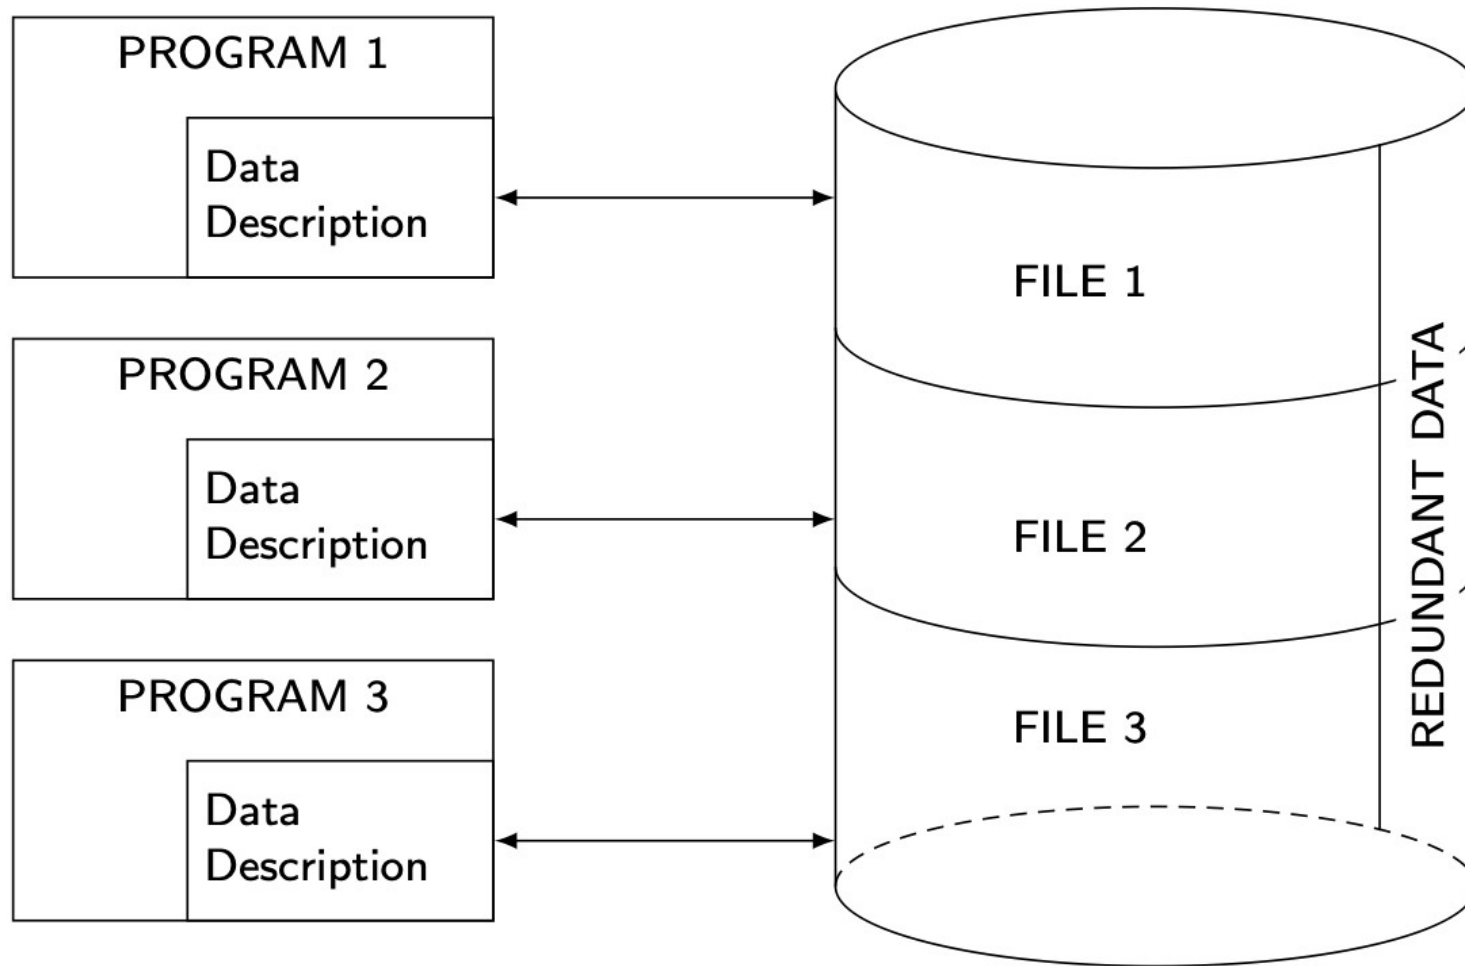 PROGRAM 1
Data
Description
PROGRAM 2
Data
Description
PROGRAM 3
Data
Description
FILE 1
FILE 2
FILE 3
REDUNDANT DATA